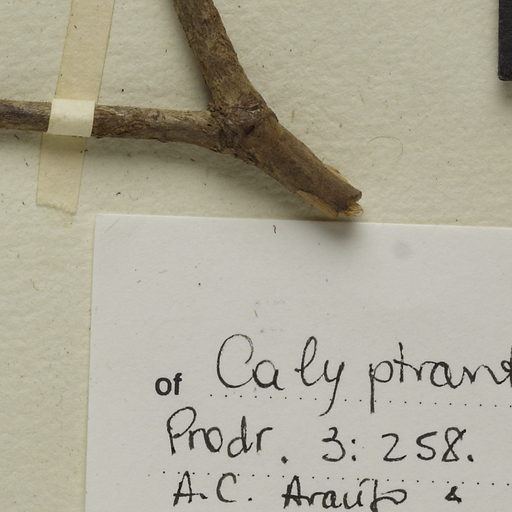 of Calyptrant
Prodr. 3: 258.
A.C. Araújo &